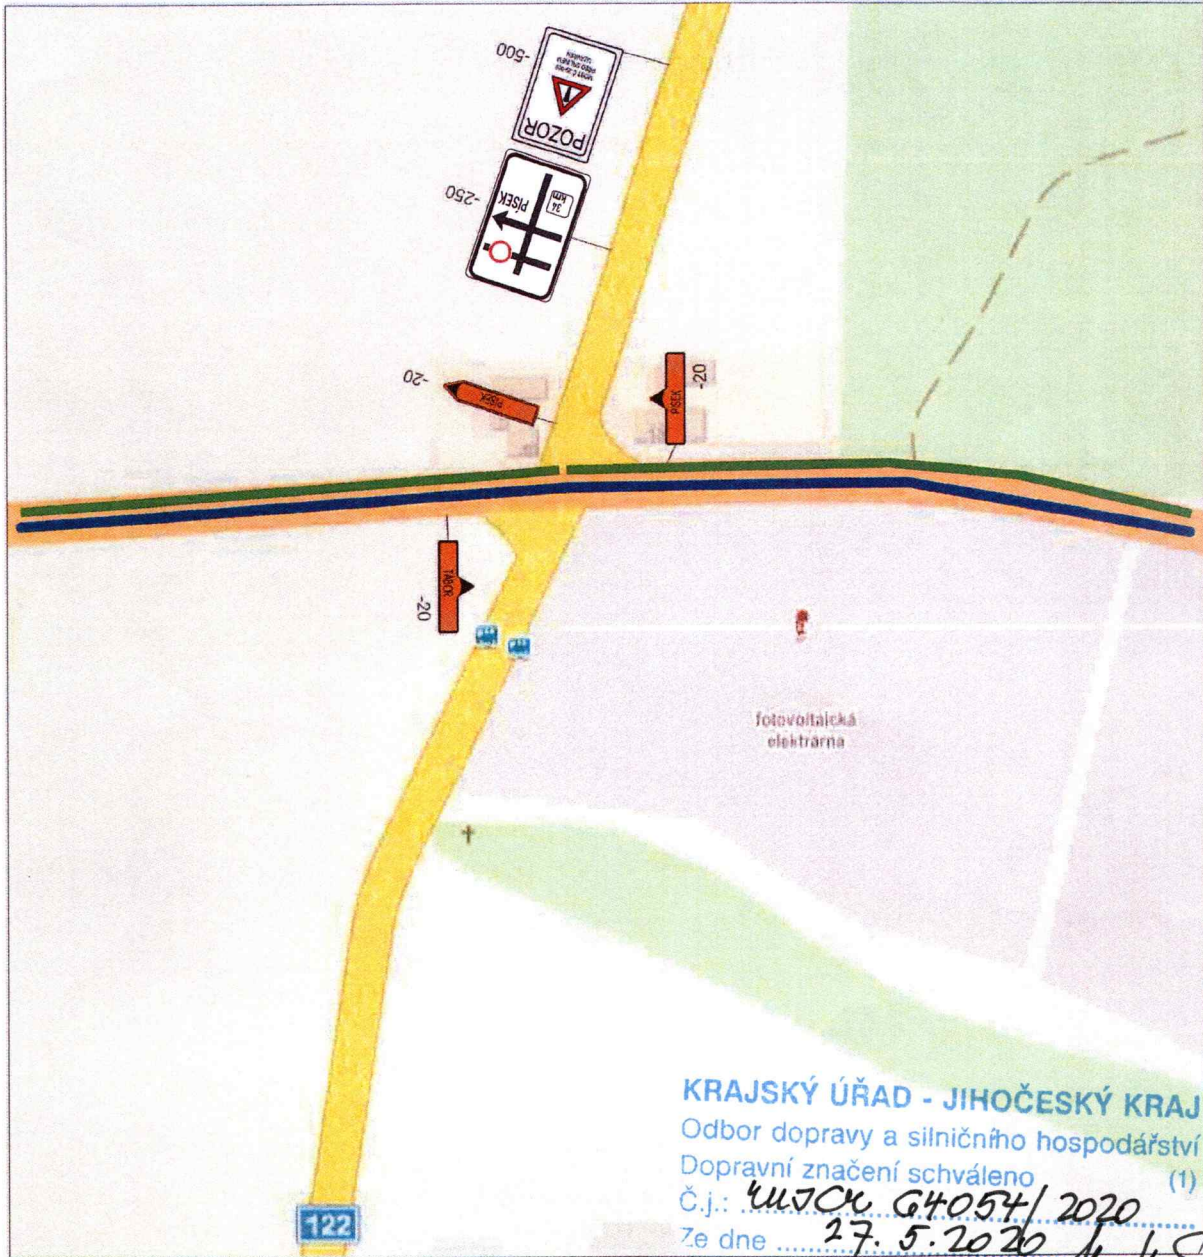 -500
POZOR
-250
PÍSEK
34
km
-20
PÍSEK
PÍSEK
-20
TÁBOR
-20
fotovoltaická
elektrárna
122
KRAJSKÝ ÚŘAD - JIHOČESKÝ KRAJ
Odbor dopravy a silničního hospodářství
Dopravní značení schváleno (1)
Č.j.: 64054/2020
Ze dne 27. 5. 2020